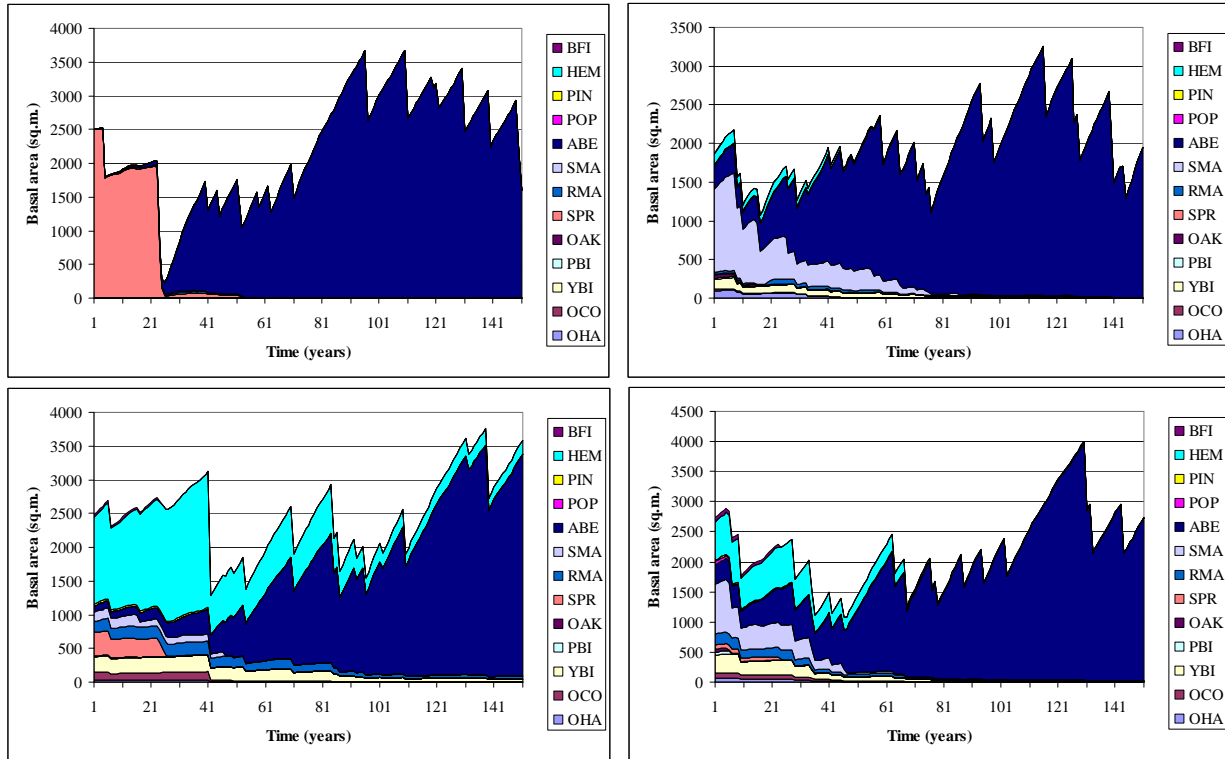 4000
3500
3000
2500
2000
1500
1000
500
0
Basal area (sq.m.)
1 21 41 61 81 101 121 141
Time (years)
BFI
HEM
PIN
POP
ABE
SMA
RMA
SPR
OAK
PBI
YBI
OCO
OHA
3500
3000
2500
2000
1500
1000
500
0
Basal area (sq.m.)
1 21 41 61 81 101 121 141
Time (years)
BFI
HEM
PIN
POP
ABE
SMA
RMA
SPR
OAK
PBI
YBI
OCO
OHA
4000
3500
3000
2500
2000
1500
1000
500
0
Basal area (sq.m.)
1 21 41 61 81 101 121 141
Time (years)
BFI
HEM
PIN
POP
ABE
SMA
RMA
SPR
OAK
PBI
YBI
OCO
OHA
4500
4000
3500
3000
2500
2000
1500
1000
500
0
Basal area (sq.m.)
1 21 41 61 81 101 121 141
Time (years)
BFI
HEM
PIN
POP
ABE
SMA
RMA
SPR
OAK
PBI
YBI
OCO
OHA